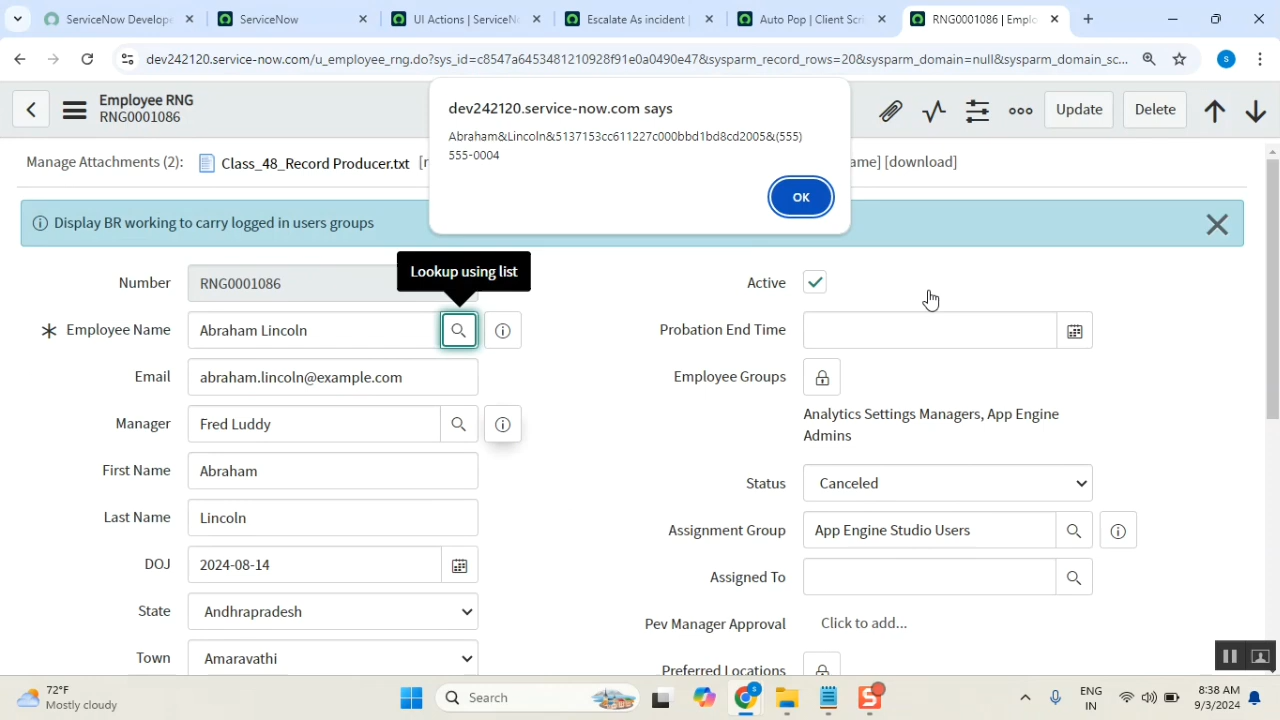 ServiceNow Develope
ServiceNow
UI Actions | ServiceN
Escalate As incident |
Auto Pop | Client Scri
RNG0001086 | Emplo
dev242120.service-now.com/u_employee_rng.do?sys_id=c8547a6453481210928f91e0a0490e47&sysparm_record_rows=20&sysparm_domain=null&sysparm_domain_sc...
S
Employee RNG
RNG0001086
Update
Delete
dev242120.service-now.com says
Abraham&Lincoln&5137153cc611227c000bbd1bd8cd2005&(555)
555-0004
OK
Manage Attachments (2):
Class_48_Record Producer.txt
[r
ame] [download]
Display BR working to carry logged in users groups
Lookup using list
Number
RNG0001086
Employee Name
Abraham Lincoln
Email
abraham.lincoln@example.com
Manager
Fred Luddy
First Name
Abraham
Last Name
Lincoln
DOJ
2024-08-14
State
Andhrapradesh
Town
Amaravathi
Active
Probation End Time
Employee Groups
Analytics Settings Managers, App Engine
Admins
Status
Canceled
Assignment Group
App Engine Studio Users
Assigned To
Pev Manager Approval
Click to add...
Preferred Locations
72°F
Mostly cloudy
Search
ENG
IN
8:38 AM
9/3/2024